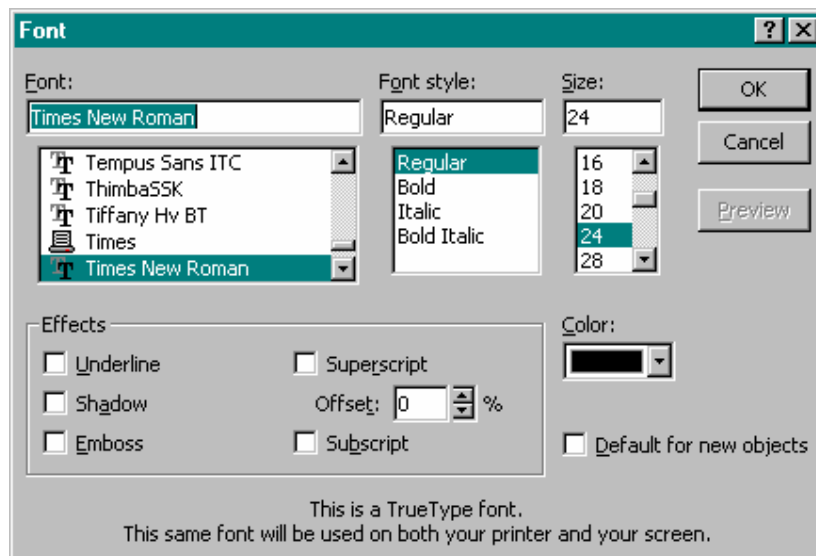 Font
Font: Font style: Size:
Times New Roman Regular 24 OK
Tempus Sans ITC Regular 16 Cancel
ThimbaSSK Bold 18
Tiffany Hv BT Italic 20 Preview
Times Bold Italic 24
Times New Roman 28
Effects Color:
Underline Superscript
Shadow Offset: 0 %
Emboss Subscript Default for new objects
This is a TrueType font.
This same font will be used on both your printer and your screen.